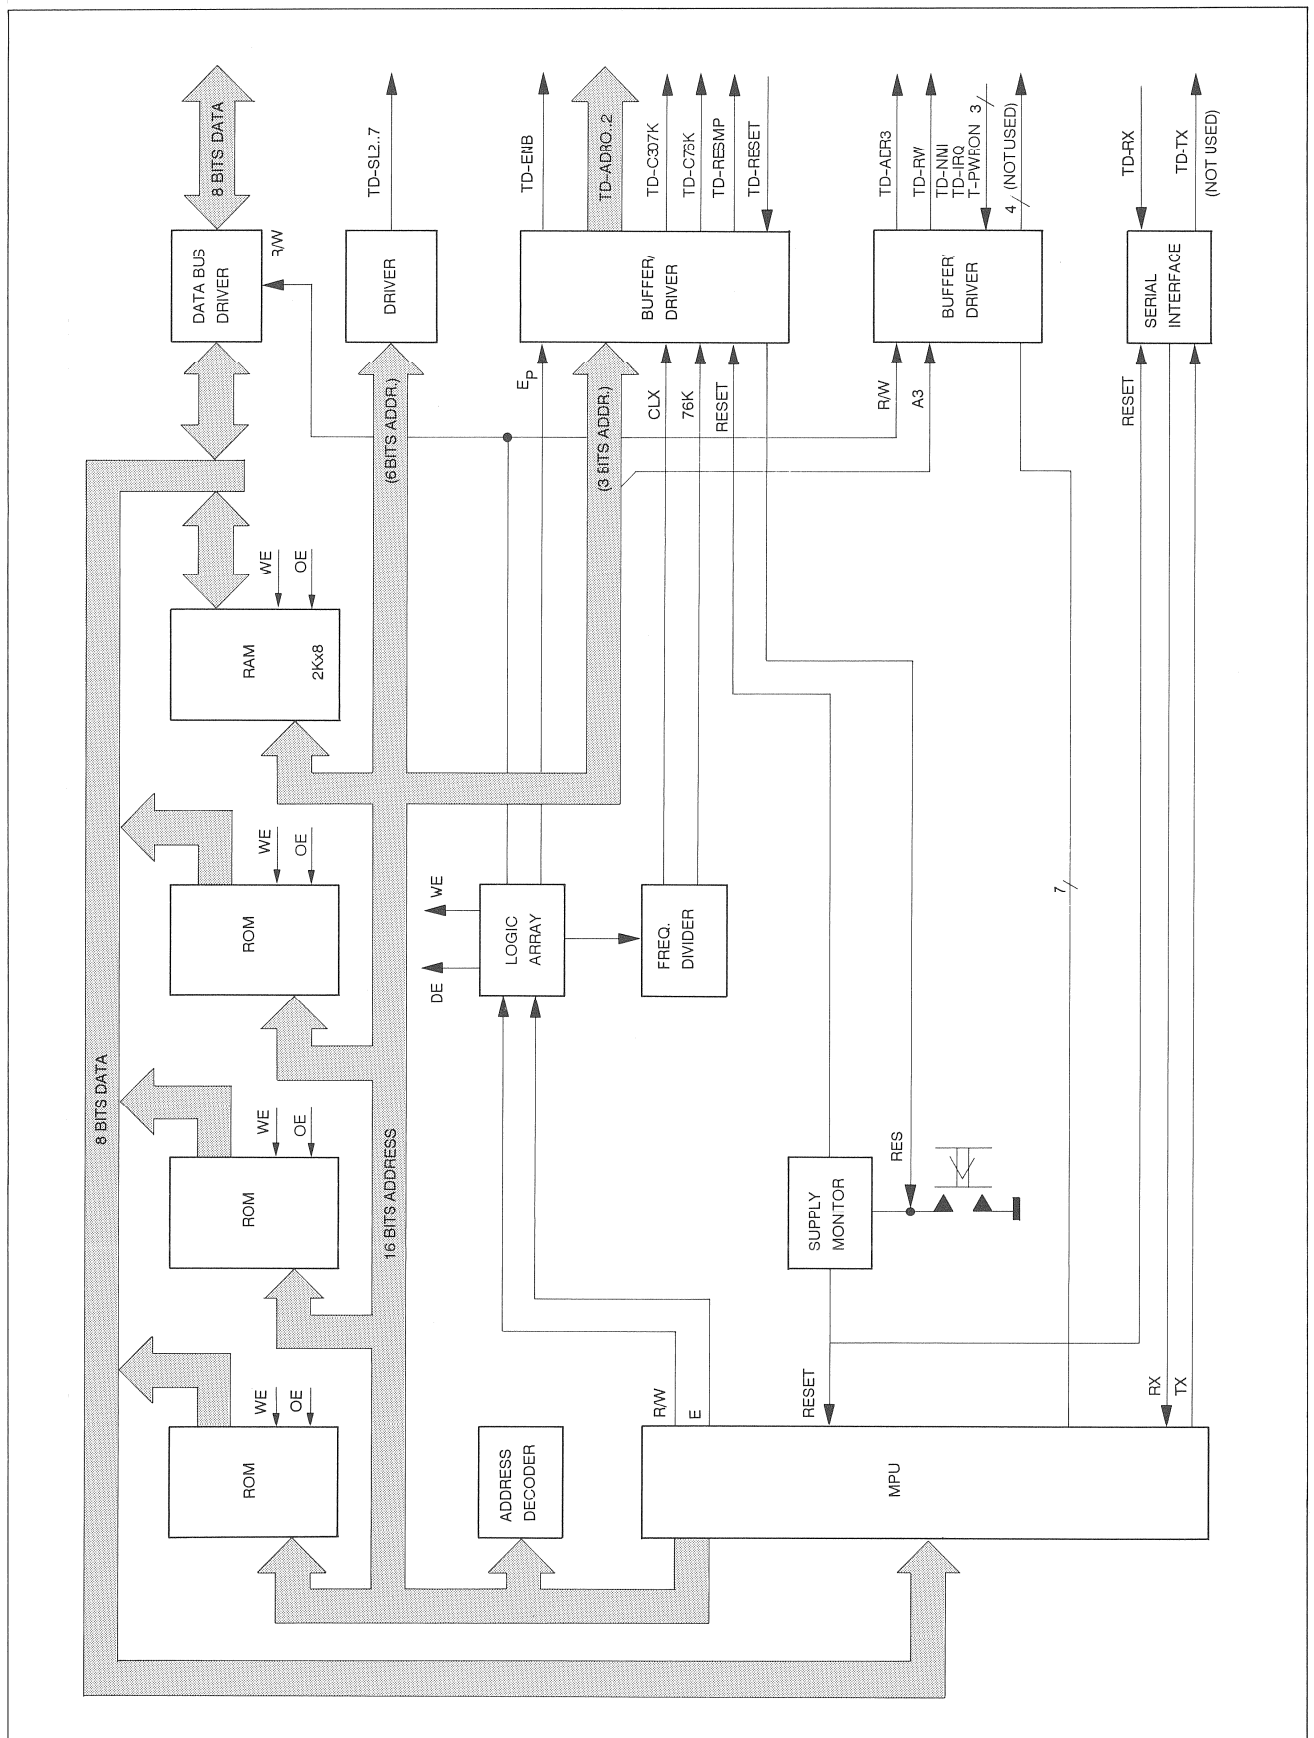 8 BITS DATA
TD-SL2..7
TD-ENB
TD-ADR0..2
TD-C307K
TD-C76K
TD-RESMP
TD-RESET
TD-ADR3
TD-RW
TD-NMI
TD-IRQ
T-PWRON 3
4 (NOT USED)
TD-RX
TD-TX
(NOT USED)
DATA BUS
DRIVER
R/W
DRIVER
BUFFER/
DRIVER
BUFFER/
DRIVER
SERIAL
INTERFACE
(6 BITS ADDR.)
EP
(3 BITS ADDR.)
CLX
76K
RESET
R/W
A3
RESET
RAM
2Kx8
WE
OE
ROM
WE
OE
LOGIC
ARRAY
WE
DE
FREQ.
DIVIDER
7
8 BITS DATA
ROM
WE
OE
16 BITS ADDRESS
SUPPLY
MONITOR
RES
ROM
WE
OE
ADDRESS
DECODER
R/W
E
RESET
RX
TX
MPU